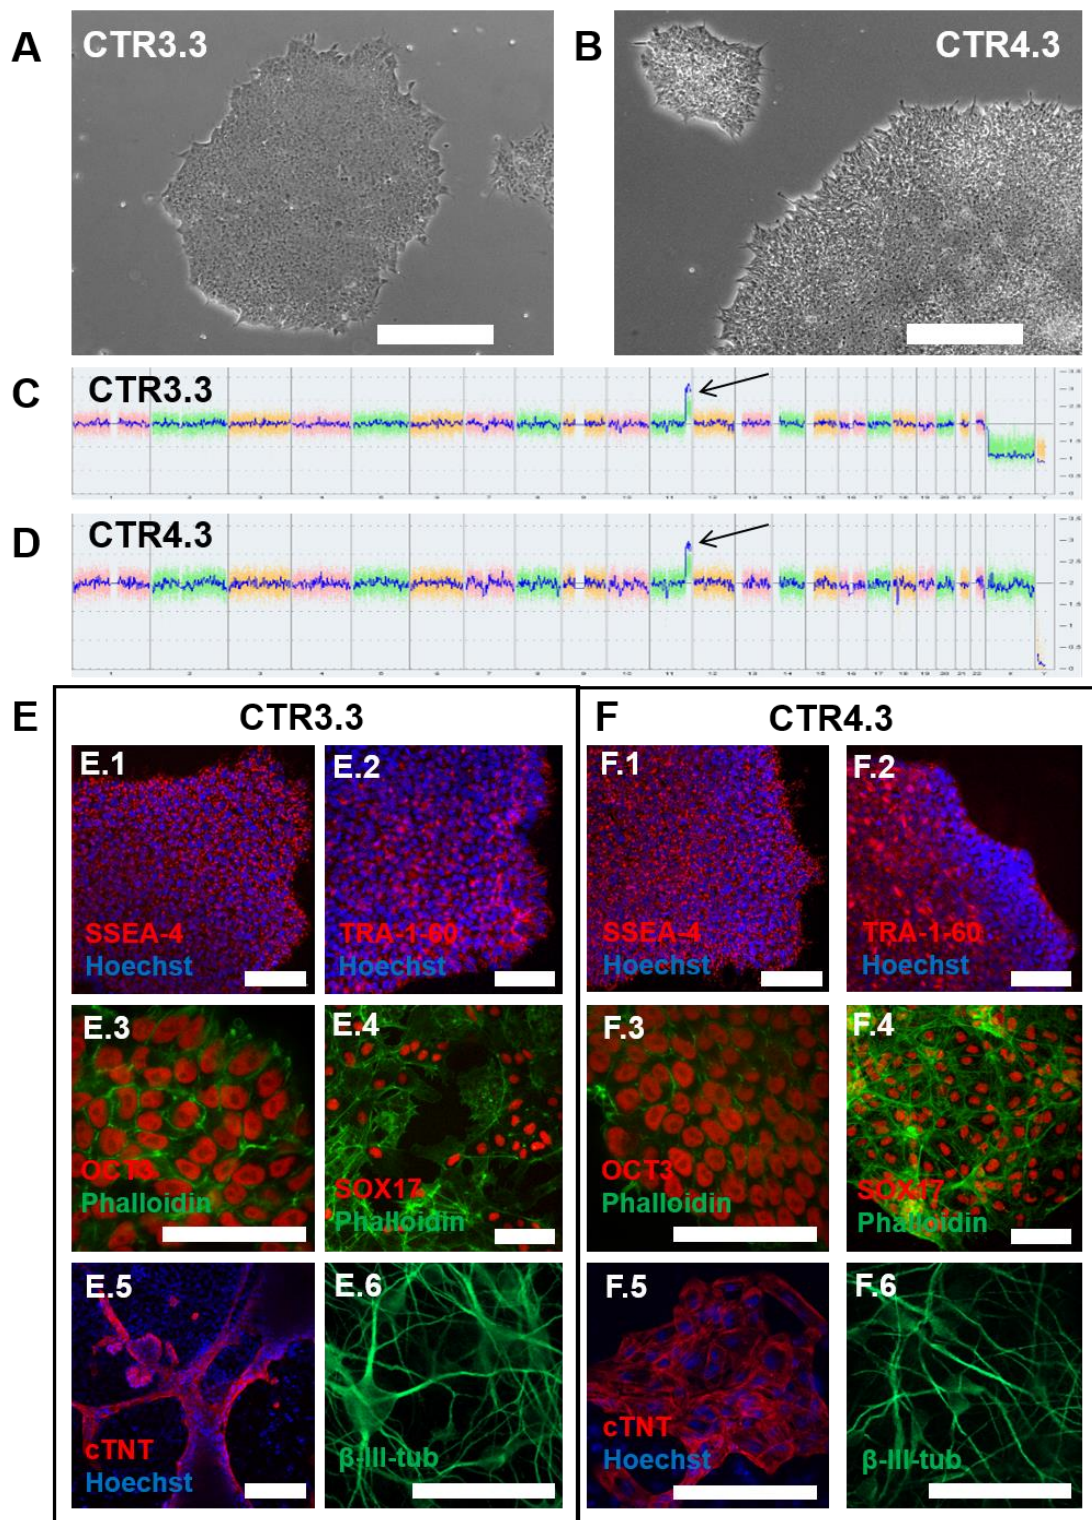 A
CTR3.3
B
CTR4.3
C
CTR3.3
D
CTR4.3
E
CTR3.3
F
CTR4.3
E.1
SSEA-4
Hoechst
E.2
TRA-1-60
Hoechst
F.1
SSEA-4
Hoechst
F.2
TRA-1-60
Hoechst
E.3
OCT3
Phalloidin
E.4
SOX17
Phalloidin
F.3
OCT3
Phalloidin
F.4
SOX17
Phalloidin
E.5
cTNT
Hoechst
E.6
β-III-tub
F.5
cTNT
Hoechst
F.6
β-III-tub